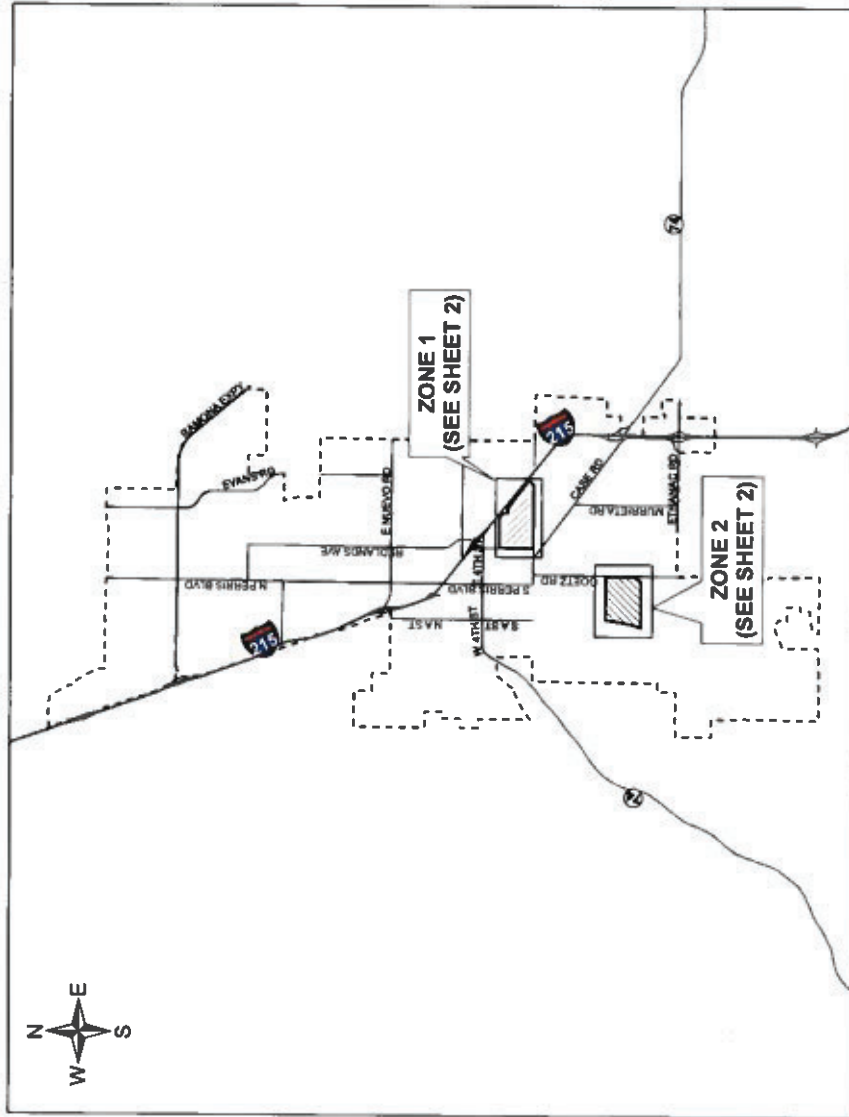 N
W E
S
RAMONA EXPY
EVANS RD
215
N PERRIS BLVD
REDLANDS AVE
E NUEVO RD
N A ST
ZONE 1
(SEE SHEET 2)
W. 4TH ST
E 4TH ST
S A ST
S PERRIS BLVD
215
CASE RD
GOETZ RD
MURRIETA RD
ETHANAC RD
74
74
ZONE 2
(SEE SHEET 2)